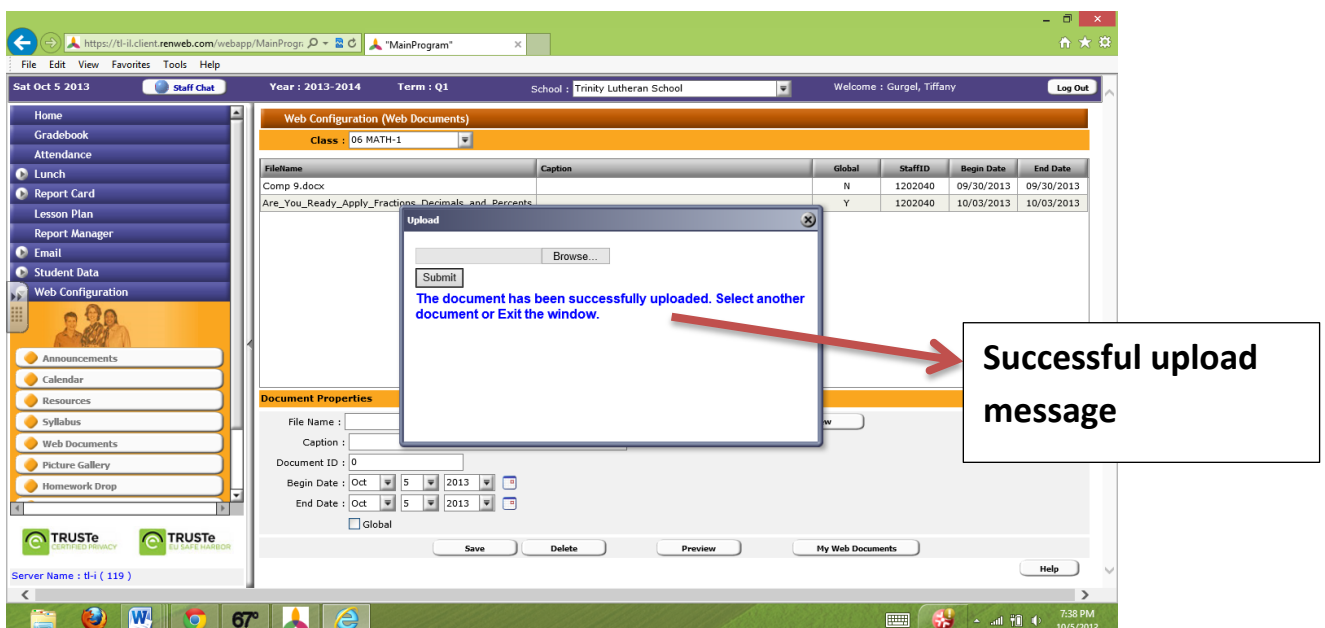 https://tl-il.client.renweb.com/webapp/MainProgr
"MainProgram"
File Edit View Favorites Tools Help
Sat Oct 5 2013
Staff Chat
Year : 2013-2014
Term : Q1
School : Trinity Lutheran School
Welcome : Gurgel, Tiffany
Log Out
Home
Gradebook
Attendance
Lunch
Report Card
Lesson Plan
Report Manager
Email
Student Data
Web Configuration
Announcements
Calendar
Resources
Syllabus
Web Documents
Picture Gallery
Homework Drop
TRUSTe
CERTIFIED PRIVACY
TRUSTe
EU SAFE HARBOR
Server Name : tl-i ( 119 )
Web Configuration (Web Documents)
Class : 06 MATH-1
FileName Caption Global StaffID Begin Date End Date
Comp 9.docx N 1202040 09/30/2013 09/30/2013
Are_You_Ready_Apply_Fractions_Decimals_and_Percents Y 1202040 10/03/2013 10/03/2013
Upload
Browse...
Submit
The document has been successfully uploaded. Select another
document or Exit the window.
Successful upload
message
Document Properties
File Name :
Caption :
Document ID : 0
Begin Date : Oct 5 2013
End Date : Oct 5 2013
Global
Save Delete Preview My Web Documents
Help
67°
7:38 PM
10/5/2013